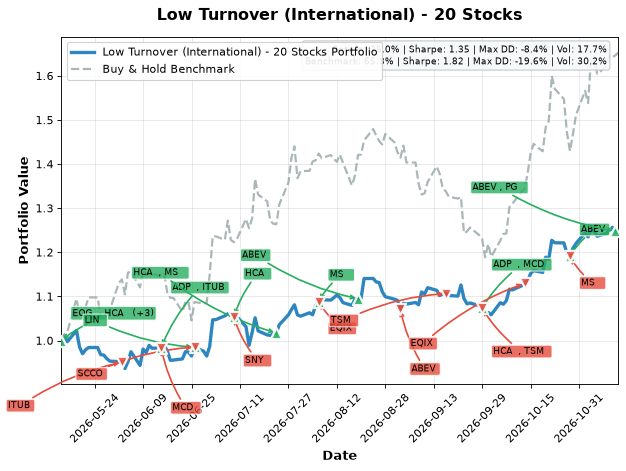 Low Turnover (International) - 20 Stocks
Low Turnover (International) - 20 Stocks Portfolio
Buy & Hold Benchmark
.0% | Sharpe: 1.35 | Max DD: -8.4% | Vol: 17.7%
Sharpe: 1.82 | Max DD: -19.6% | Vol: 30.2%
Portfolio Value
1.6
1.5
1.4
1.3
1.2
1.1
1.0
ABEV , PG
ABEV
ABEV
HCA , MS
HCA
MS
ADP , MCD
ADP , ITUB
MS
EQIX
HCA (+3)
LIN
TSM
EQIX
SNY
HCA , TSM
SCCO
ABEV
ITUB
MCD
2026-05-24
2026-06-09
2026-06-25
2026-07-11
2026-07-27
2026-08-12
2026-08-28
2026-09-13
2026-09-29
2026-10-15
2026-10-31
Date